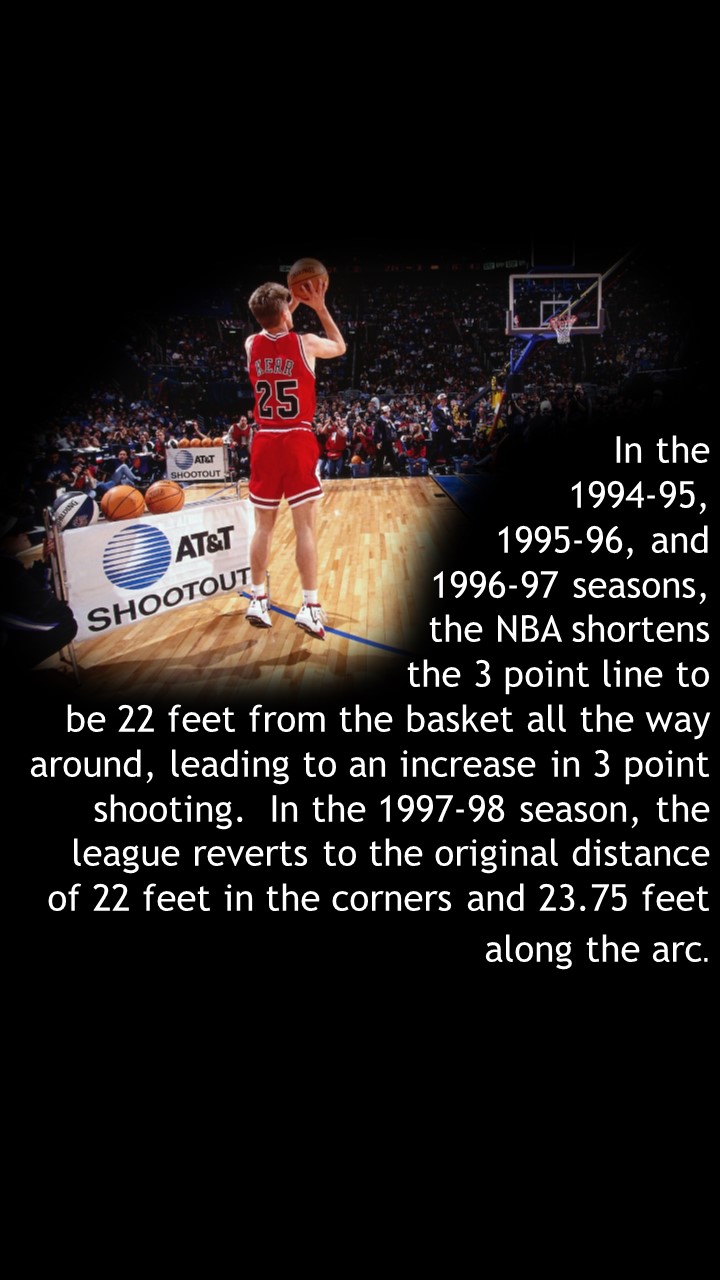 KERR
25
AT&T
SHOOTOUT
SPALDING
AT&T
SHOOTOUT
In the
1994-95,
1995-96, and
1996-97 seasons,
the NBA shortens
the 3 point line to
be 22 feet from the basket all the way
around, leading to an increase in 3 point
shooting.  In the 1997-98 season, the
league reverts to the original distance
of 22 feet in the corners and 23.75 feet
along the arc.